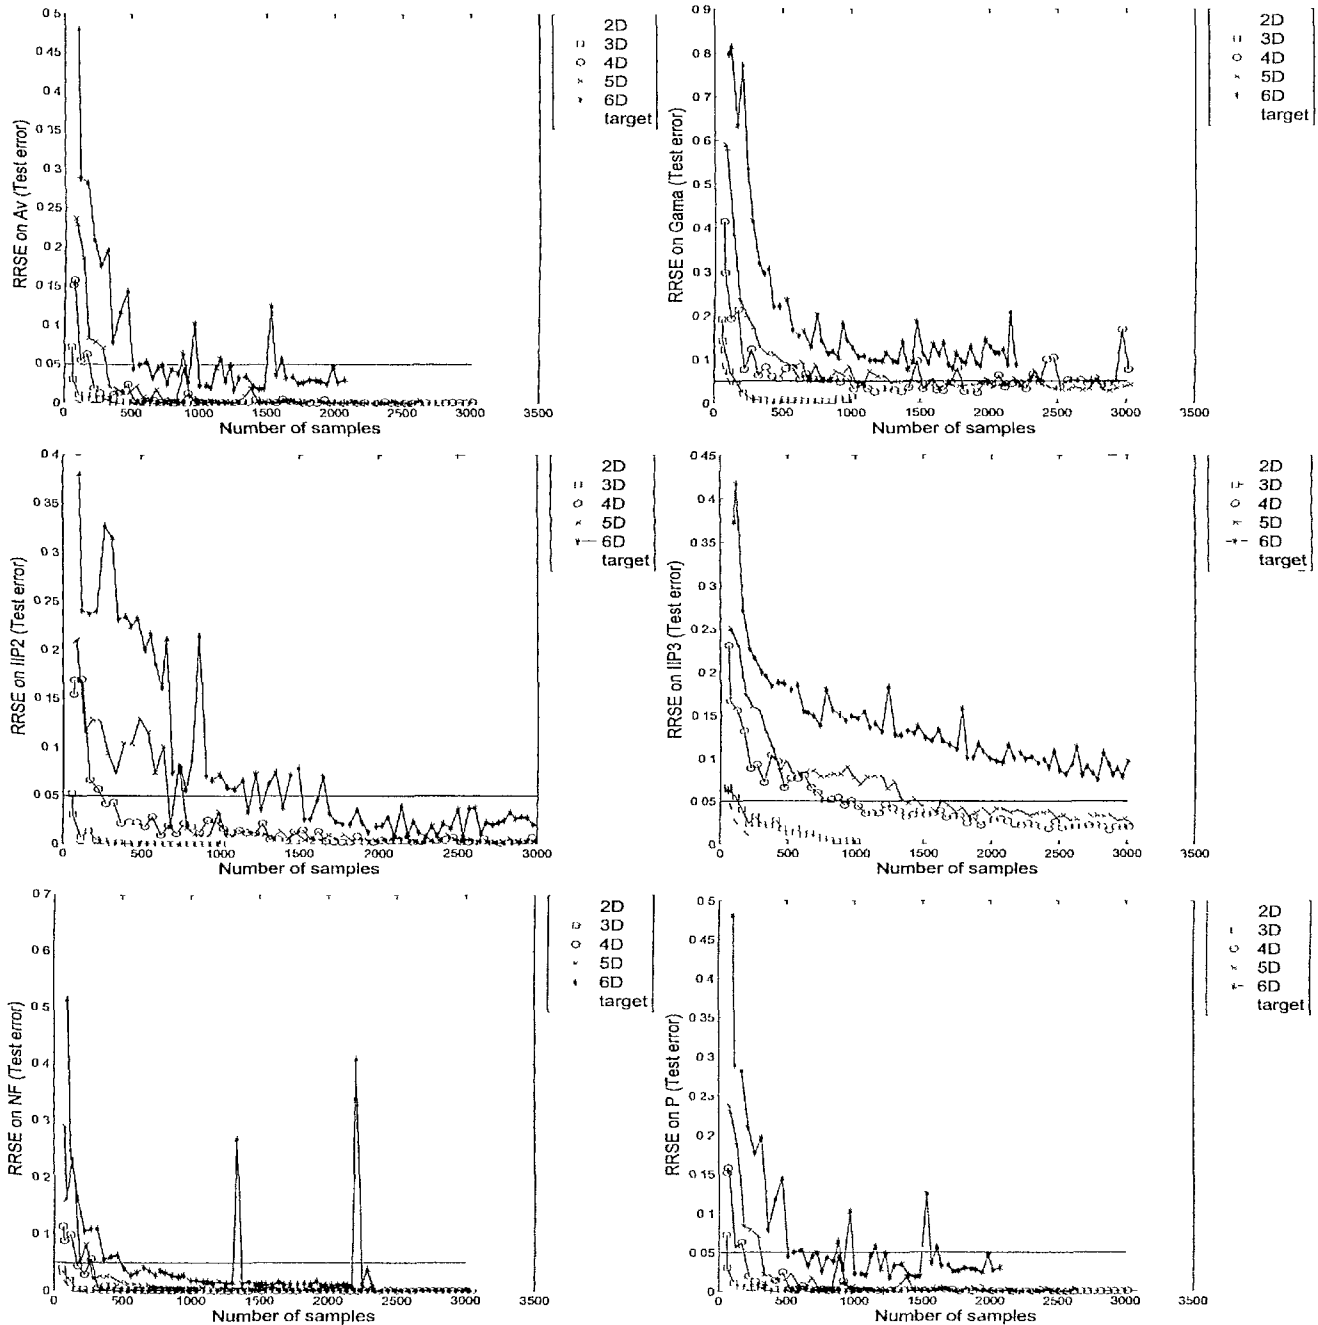 RRSE on Av (Test error)
0 5
0.45
0.4
0.35
0.3
0.25
0.2
0.15
0.1
0.05
0
0 500 1000 1500 2000 2500 3000 3500
Number of samples
2D
3D
4D
5D
6D
target
RRSE on Gama (Test error)
0.9
0.8
0.7
0.6
0.5
0.4
0.3
0.2
0.1
0
0 500 1000 1500 2000 2500 3000 3500
Number of samples
2D
3D
4D
5D
6D
target
RRSE on IIP2 (Test error)
0.4
0.35
0.3
0.25
0.2
0.15
0.1
0.05
0
0 500 1000 1500 2000 2500 3000
Number of samples
2D
3D
4D
5D
6D
target
RRSE on IIP3 (Test error)
0.45
0.4
0.35
0.3
0.25
0.2
0.15
0.1
0.05
0
0 500 1000 1500 2000 2500 3000 3500
Number of samples
2D
3D
4D
5D
6D
target
RRSE on NF (Test error)
0.7
0.6
0.5
0.4
0.3
0.2
0.1
0
0 500 1000 1500 2000 2500 3000 3500
Number of samples
2D
3D
4D
5D
6D
target
RRSE on P (Test error)
0.5
0.45
0.4
0.35
0.3
0.25
0.2
0.15
0.1
0.05
0
0 500 1000 1500 2000 2500 3000 3500
Number of samples
2D
3D
4D
5D
6D
target